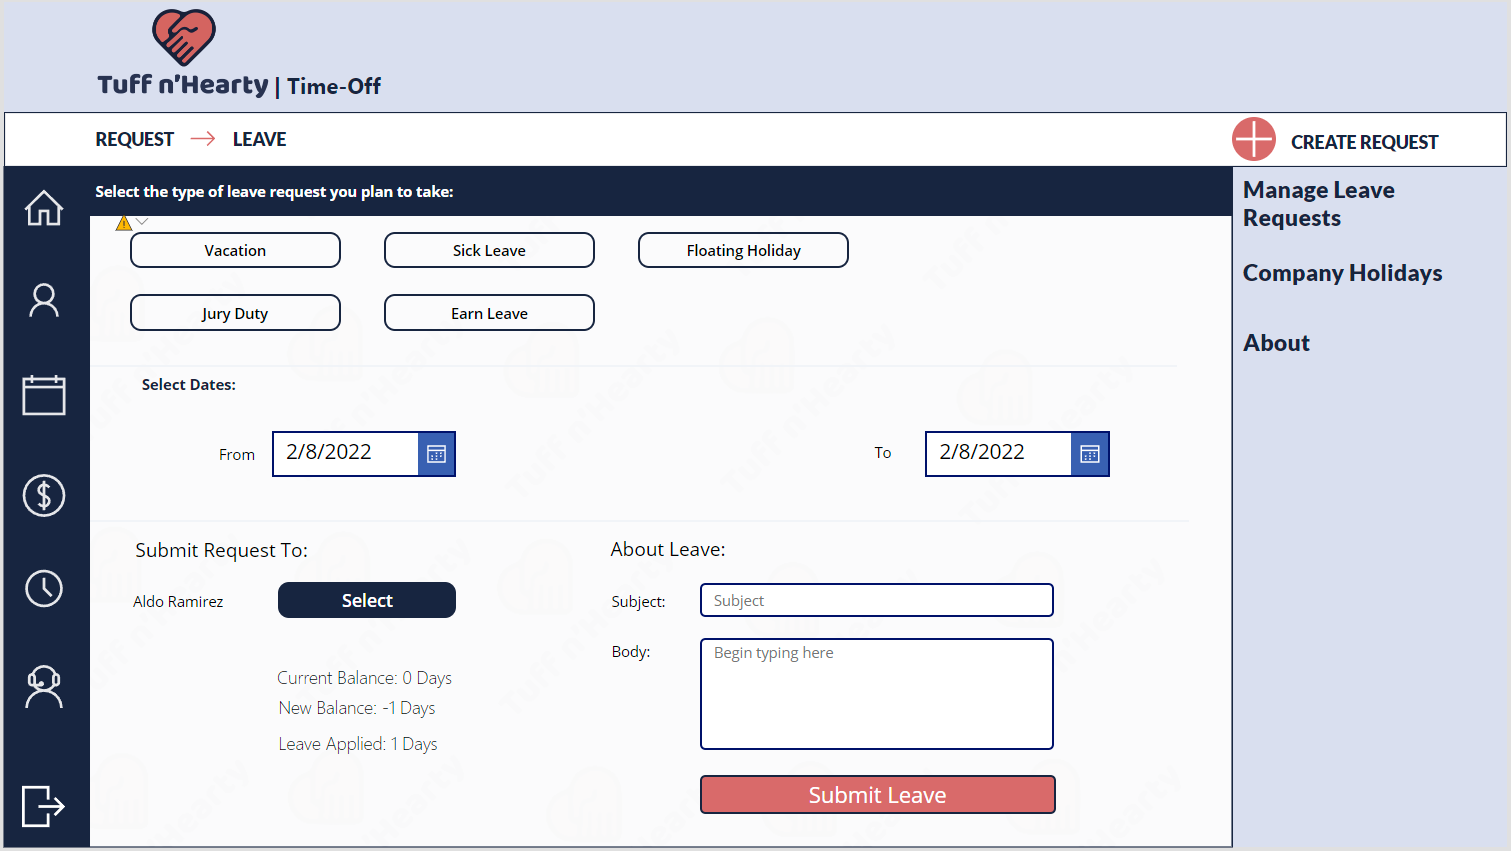 Tuff n'Hearty | Time-Off
REQUEST → LEAVE
CREATE REQUEST
Select the type of leave request you plan to take:
Vacation
Sick Leave
Floating Holiday
Jury Duty
Earn Leave
Select Dates:
From
2/8/2022
To
2/8/2022
Submit Request To:
Aldo Ramirez
Select
Current Balance: 0 Days
New Balance: -1 Days
Leave Applied: 1 Days
About Leave:
Subject:
Subject
Body:
Begin typing here
Submit Leave
Manage Leave
Requests
Company Holidays
About